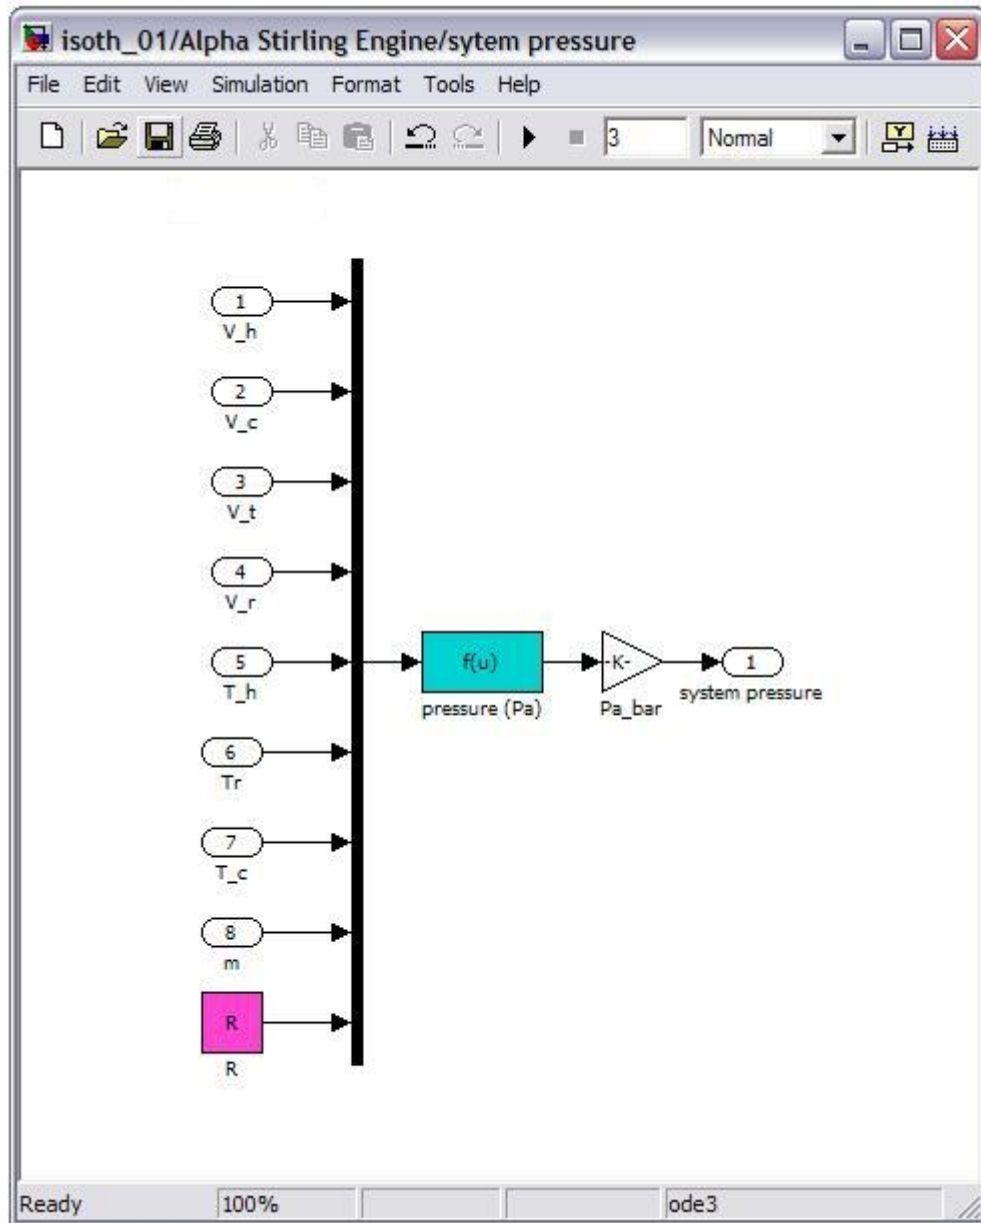 isoth_01/Alpha Stirling Engine/sytem pressure
File Edit View Simulation Format Tools Help
3 Normal
1
V_h
2
V_c
3
V_t
4
V_r
5
T_h
f(u)
pressure (Pa)
-K-
Pa_bar
1
system pressure
6
Tr
7
T_c
8
m
R
R
Ready 100% ode3